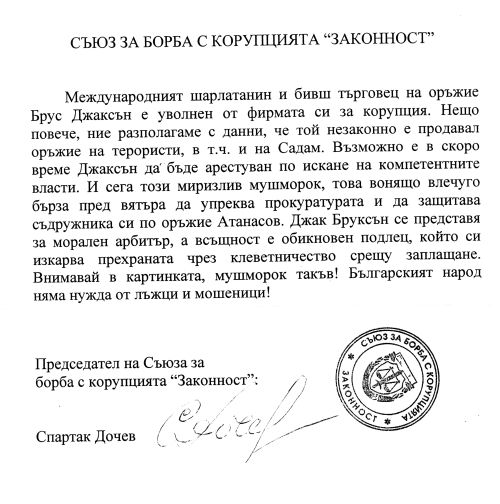 СЪЮЗ ЗА БОРБА С КОРУПЦИЯТА “ЗАКОННОСТ”
Международният шарлатанин и бивш търговец на оръжие
Брус Джаксън е уволнен от фирмата си за корупция. Нещо
повече, ние разполагаме с данни, че той незаконно е продавал
оръжие на терористи, в т.ч. и на Садам. Възможно е в скоро
време Джаксън да бъде арестуван по искане на компетентните
власти. И сега този миризлив мушморок, това вонящо влечуго
бърза пред вятъра да упреква прокуратурата и да защитава
съдружника си по оръжие Атанасов. Джак Бруксън се представя
за морален арбитър, а всъщност е обикновен подлец, който си
изкарва прехраната чрез клеветничество срещу заплащане.
Внимавай в картинката, мушморок такъв! Българският народ
няма нужда от лъжци и мошеници!
Председател на Съюза за
борба с корупцията “Законност”:
Спартак Дочев
СЪЮЗ ЗА БОРБА С КОРУПЦИЯТА
ЗАКОННОСТ